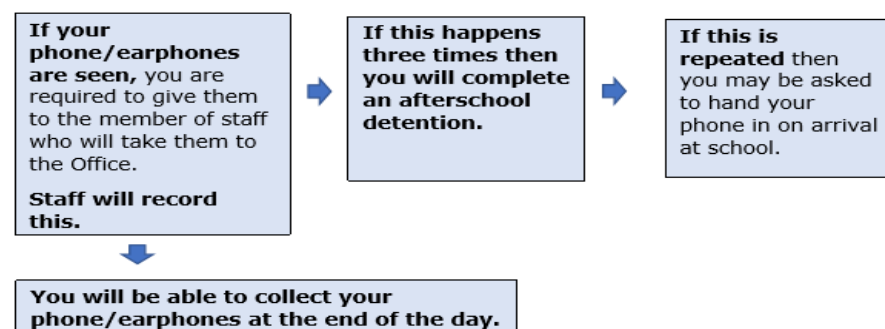 If your
phone/earphones
are seen, you are
required to give them
to the member of staff
who will take them to
the Office.
Staff will record
this.
If this happens
three times then
you will complete
an afterschool
detention.
If this is
repeated then
you may be asked
to hand your
phone in on arrival
at school.
You will be able to collect your
phone/earphones at the end of the day.